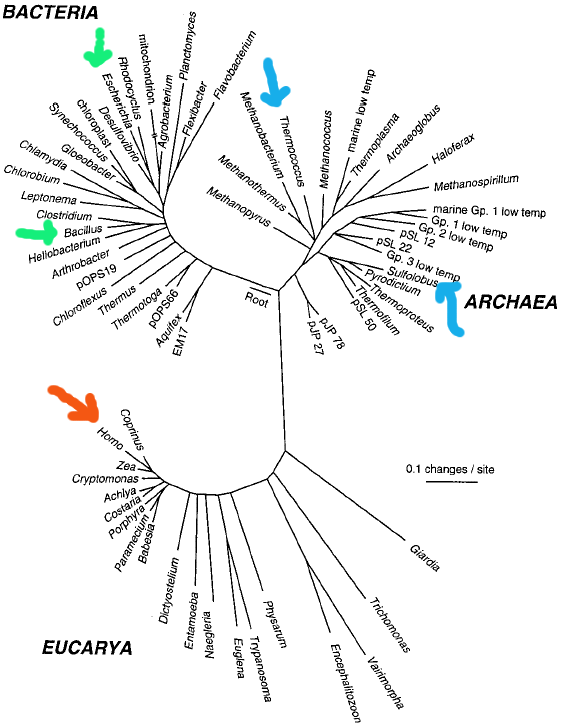 BACTERIA
Flavobacterium
Flexibacter
Planctomyces
Agrobacterium
mitochondrion
Rhodocyclus
Escherichia
Desulfovibrio
chloroplast
Synechococcus
Gloeobacter
Chlamydia
Chlorobium
Leptonema
Clostridium
Bacillus
Heliobacterium
Arthrobacter
pOPS19
Chloroflexus
Thermus
Thermotoga
pOPS66
Aquifex
EM17
Root
ARCHAEA
Methanopyrus
Methanothermus
Methanobacterium
Thermococcus
Methanococcus
marine low temp
Thermoplasma
Archaeoglobus
Haloferax
Methanospirillum
marine Gp. 1 low temp
Gp. 1 low temp
Gp. 2 low temp
pSL 12
pSL 22
Gp. 3 low temp
Sulfolobus
Pyrodictium
Thermoproteus
Thermofilum
pSL 50
pJP 78
pJP 27
0.1 changes / site
EUCARYA
Coprinus
Homo
Zea
Cryptomonas
Achlya
Costaria
Porphyra
Paramecium
Babesia
Dictyostelium
Entamoeba
Naegleria
Euglena
Trypanosoma
Physarum
Encephalitozoon
Vairimorpha
Trichomonas
Giardia